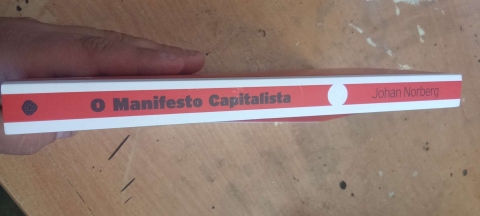 O Manifesto Capitalista
Johan Norberg